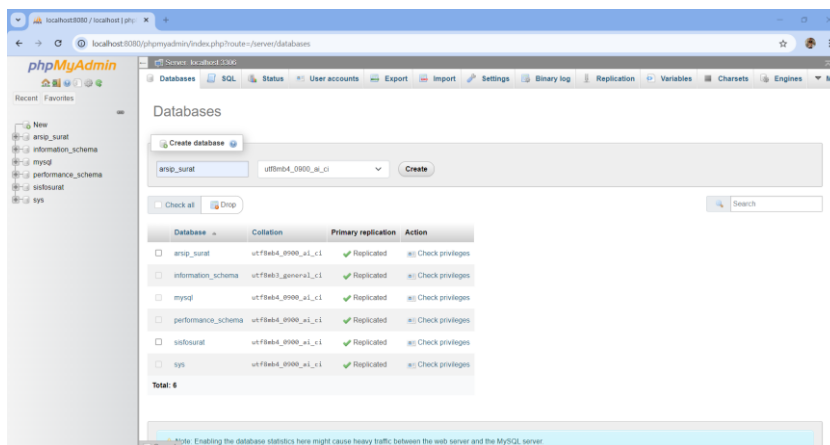 localhost:8080 / localhost | php
localhost:8080/phpmyadmin/index.php?route=/server/databases
phpMyAdmin
Recent Favorites
New
arsip_surat
information_schema
mysql
performance_schema
sisfosurat
sys
Server: localhost:3306
Databases SQL Status User accounts Export Import Settings Binary log Replication Variables Charsets Engines
Databases
Create database
arsip_surat utf8mb4_0900_ai_ci Create
Check all Drop Search
Database Collation Primary replication Action
arsip_surat utf8mb4_0900_ai_ci Replicated Check privileges
information_schema utf8mb3_general_ci Replicated Check privileges
mysql utf8mb4_0900_ai_ci Replicated Check privileges
performance_schema utf8mb4_0900_ai_ci Replicated Check privileges
sisfosurat utf8mb4_0900_ai_ci Replicated Check privileges
sys utf8mb4_0900_ai_ci Replicated Check privileges
Total: 6
Note: Enabling the database statistics here might cause heavy traffic between the web server and the MySQL server.